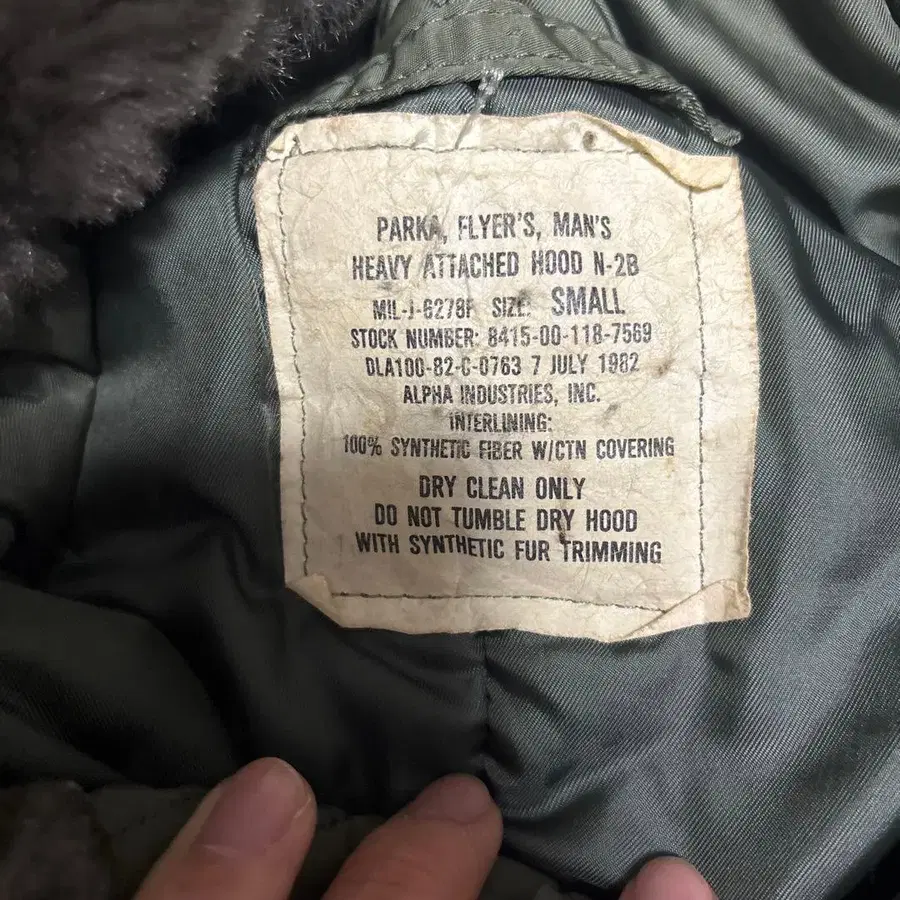 PARKA, FLYER'S, MAN'S
HEAVY ATTACHED HOOD N-2B
MIL-J-6279F SIZE: SMALL
STOCK NUMBER: 8415-00-118-7569
DLA100-82-C-0763 7 JULY 1982
ALPHA INDUSTRIES, INC.
INTERLINING:
100% SYNTHETIC FIBER W/CTN COVERING
DRY CLEAN ONLY
DO NOT TUMBLE DRY HOOD
WITH SYNTHETIC FUR TRIMMING